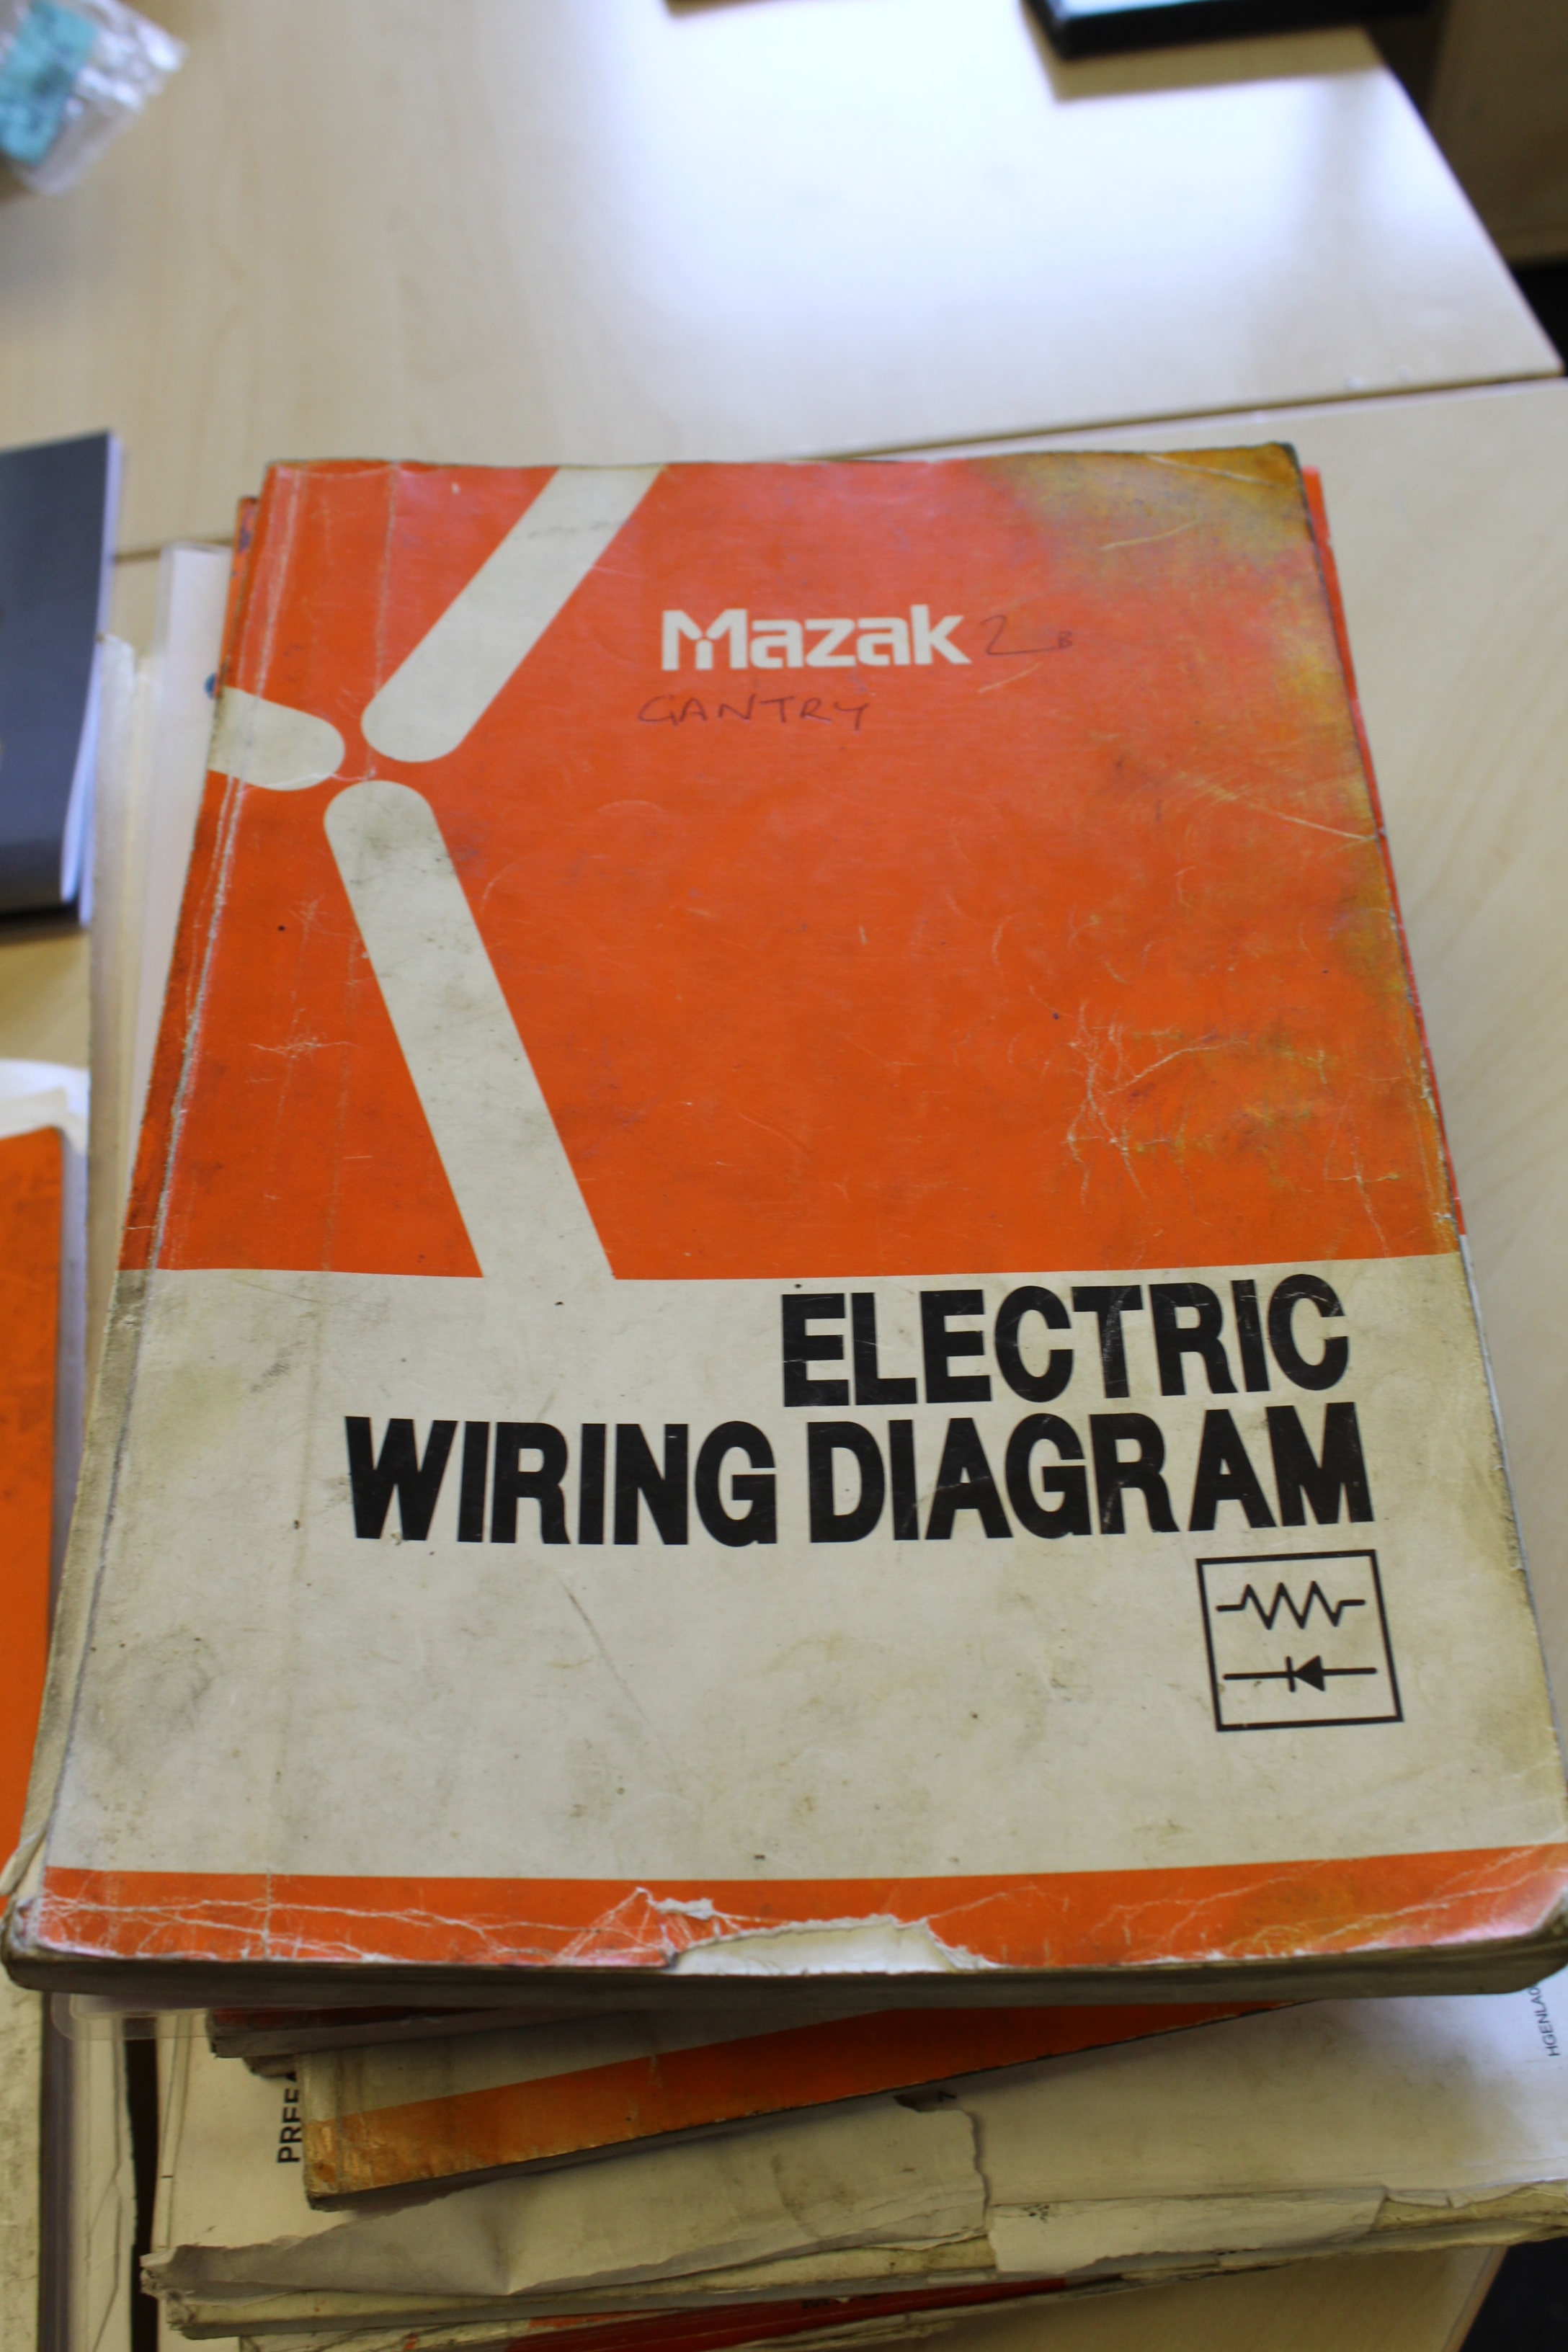 Mazak 2B
GANTRY
ELECTRIC
WIRING DIAGRAM